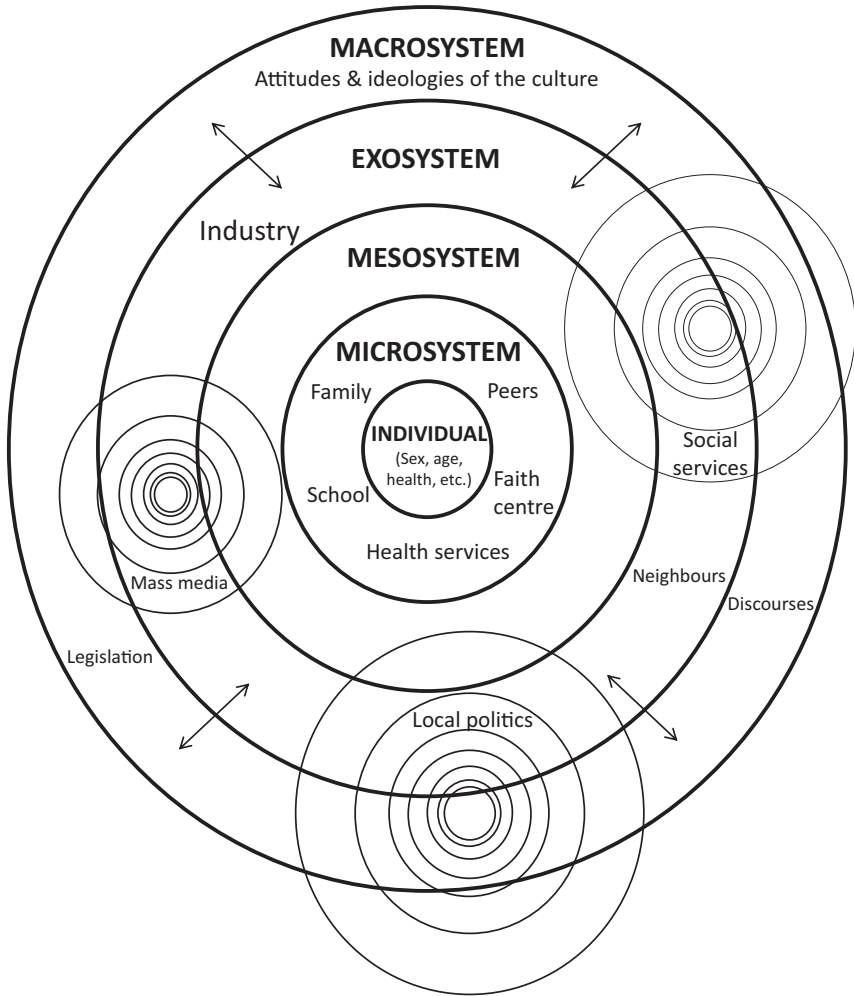 MACROSYSTEM
Attitudes & ideologies of the culture
EXOSYSTEM
Industry
MESOSYSTEM
MICROSYSTEM
Family
Peers
INDIVIDUAL
(Sex, age,
health, etc.)
School
Faith
centre
Health services
Social
services
Mass media
Neighbours
Discourses
Legislation
Local politics